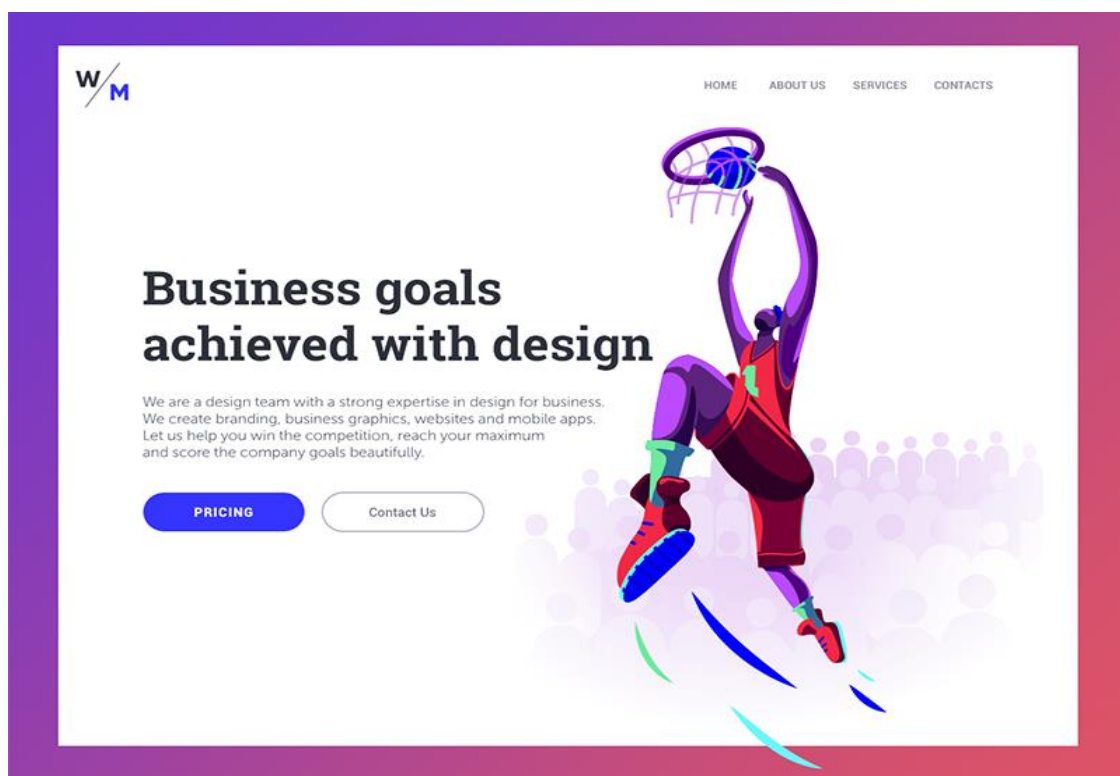 W/M
HOME ABOUT US SERVICES CONTACTS
Business goals
achieved with design
We are a design team with a strong expertise in design for business.
We create branding, business graphics, websites and mobile apps.
Let us help you win the competition, reach your maximum
and score the company goals beautifully.
PRICING Contact Us
1